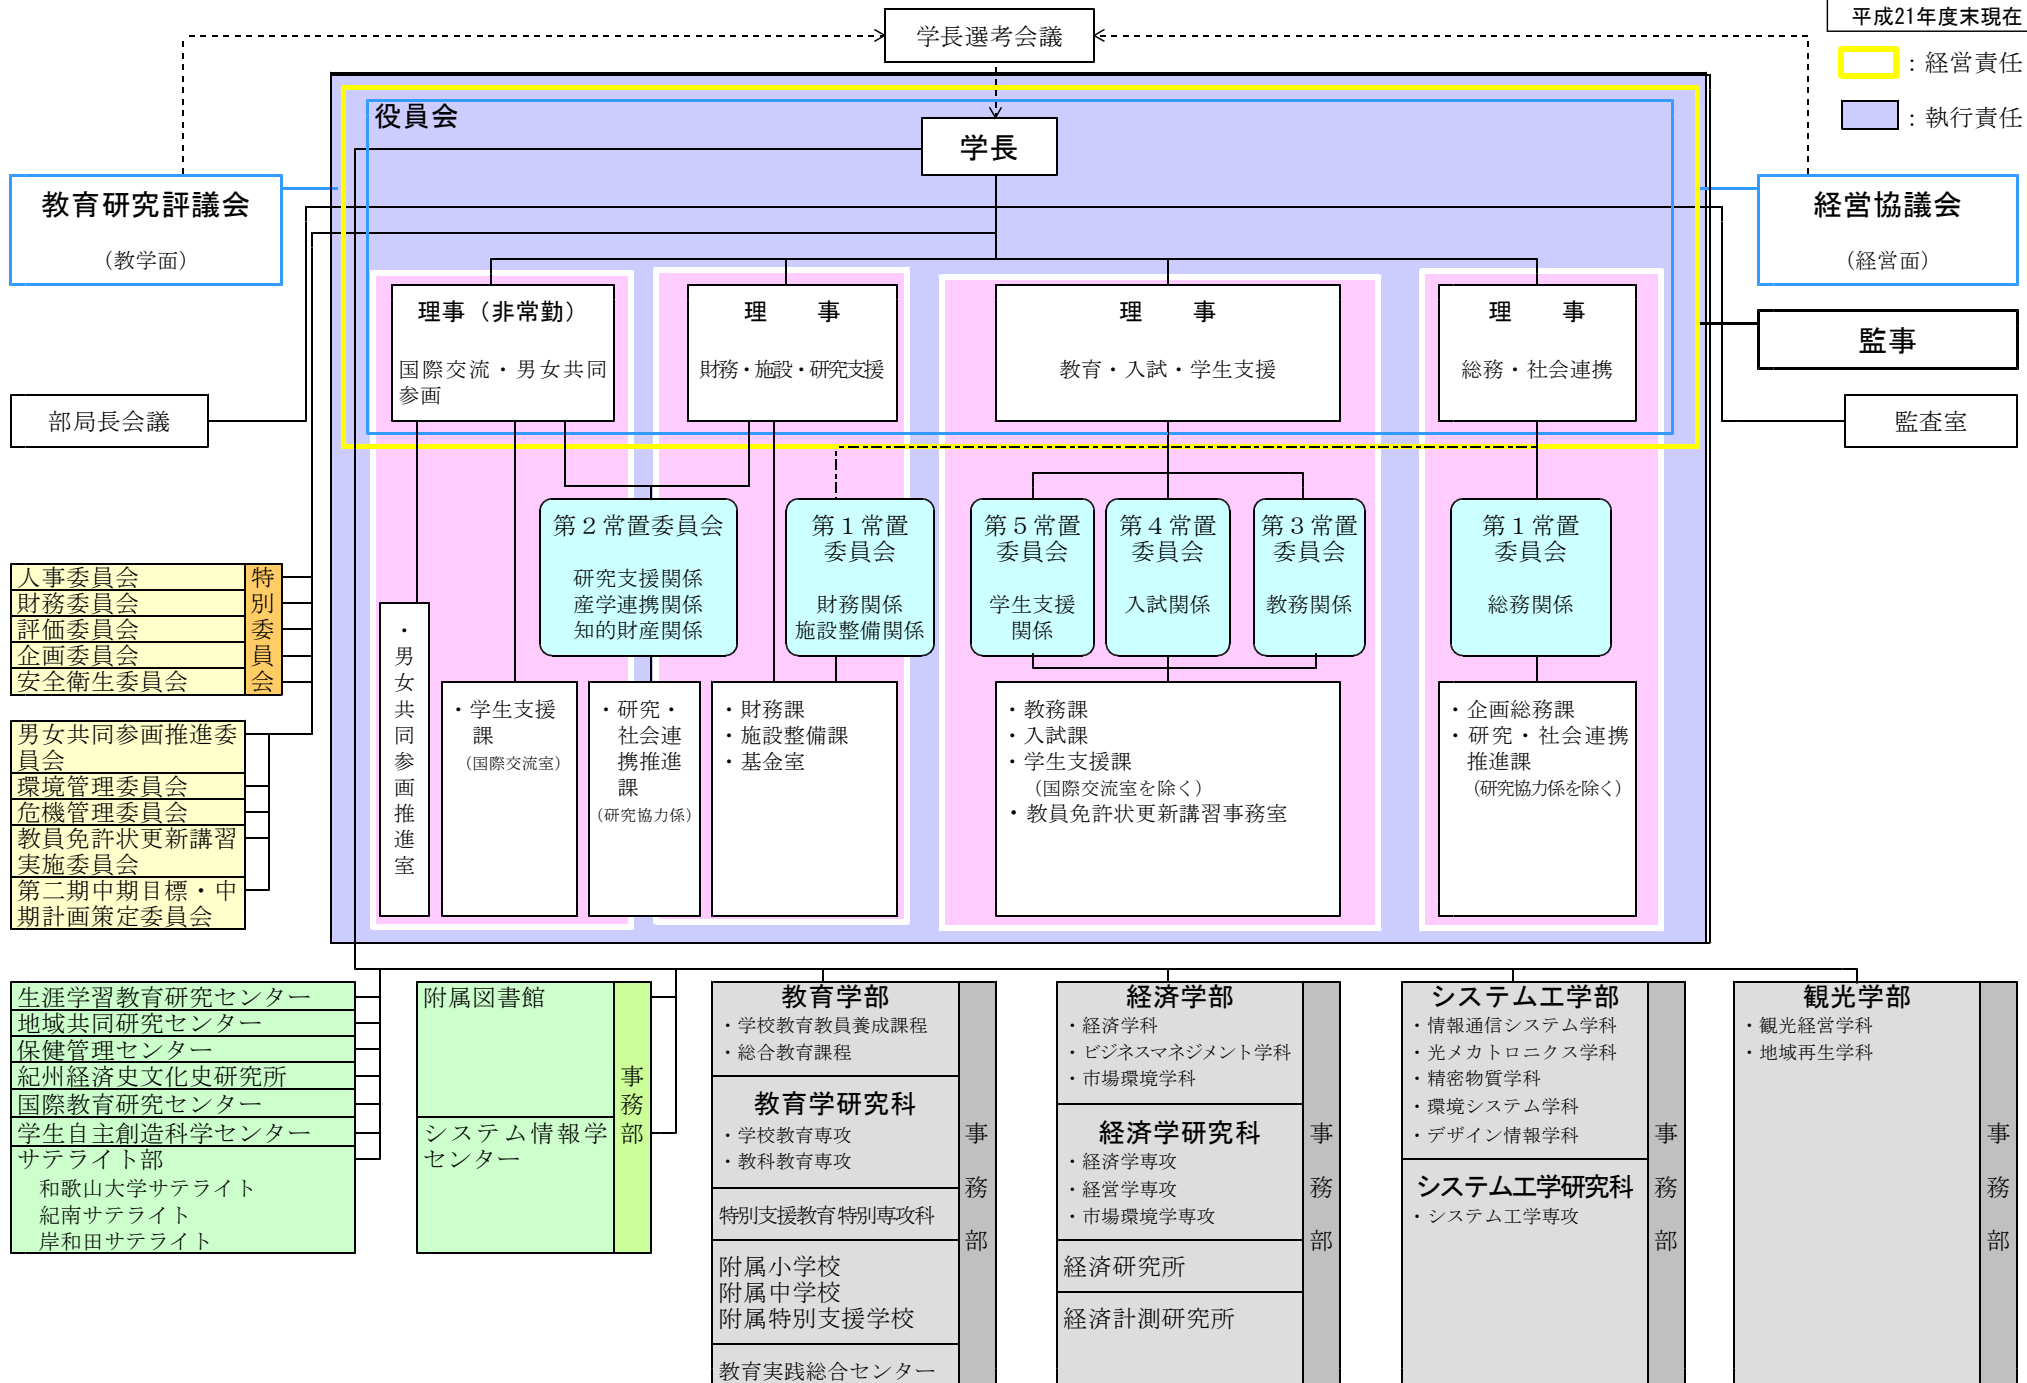 平成21年度末現在
学長選考会議
：経営責任
：執行責任
役員会
学長
教育研究評議会
（教学面）
経営協議会
（経営面）
理事（非常勤）
国際交流・男女共同
参画
理　事
財務・施設・研究支援
理　事
教育・入試・学生支援
理　事
総務・社会連携
監事
部局長会議
監査室
第２常置委員会
研究支援関係
産学連携関係
知的財産関係
第１常置
委員会
財務関係
施設整備関係
第５常置
委員会
学生支援
関係
第４常置
委員会
入試関係
第３常置
委員会
教務関係
第１常置
委員会
総務関係
人事委員会
財務委員会
評価委員会
企画委員会
安全衛生委員会
特別委員会
男女共同参画推進委
員会
環境管理委員会
危機管理委員会
教員免許状更新講習
実施委員会
第二期中期目標・中
期計画策定委員会
・男女共同参画推進室
・学生支援
課
（国際交流室）
・研究・
社会連
携推進
課
（研究協力係）
・財務課
・施設整備課
・基金室
・教務課
・入試課
・学生支援課
（国際交流室を除く）
・教員免許状更新講習事務室
・企画総務課
・研究・社会連携
推進課
（研究協力係を除く）
生涯学習教育研究センター
地域共同研究センター
保健管理センター
紀州経済史文化史研究所
国際教育研究センター
学生自主創造科学センター
サテライト部
和歌山大学サテライト
紀南サテライト
岸和田サテライト
附属図書館
システム情報学
センター
事務部
教育学部
・学校教育教員養成課程
・総合教育課程
教育学研究科
・学校教育専攻
・教科教育専攻
特別支援教育特別専攻科
附属小学校
附属中学校
附属特別支援学校
教育実践総合センター
事務部
経済学部
・経済学科
・ビジネスマネジメント学科
・市場環境学科
経済学研究科
・経済学専攻
・経営学専攻
・市場環境学専攻
経済研究所
経済計測研究所
事務部
システム工学部
・情報通信システム学科
・光メカトロニクス学科
・精密物質学科
・環境システム学科
・デザイン情報学科
システム工学研究科
・システム工学専攻
事務部
観光学部
・観光経営学科
・地域再生学科
事務部